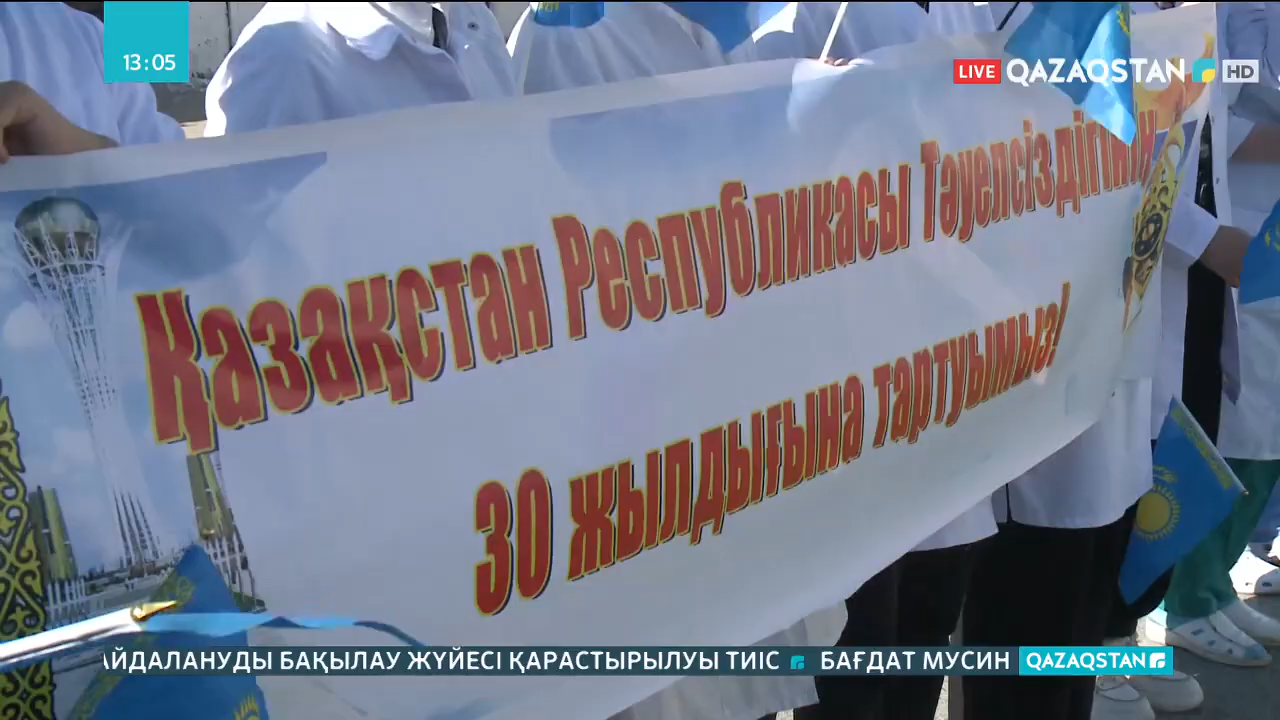 13:05
LIVE QAZAQSTAN HD
Қазақстан Республикасы Тәуелсіздігінің
30 жылдығына тартуымыз!
АЙДАЛАНУДЫ БАҚЫЛАУ ЖҮЙЕСІ ҚАРАСТЫРЫЛУЫ ТИІС БАҒДАТ МУСИН QAZAQSTAN